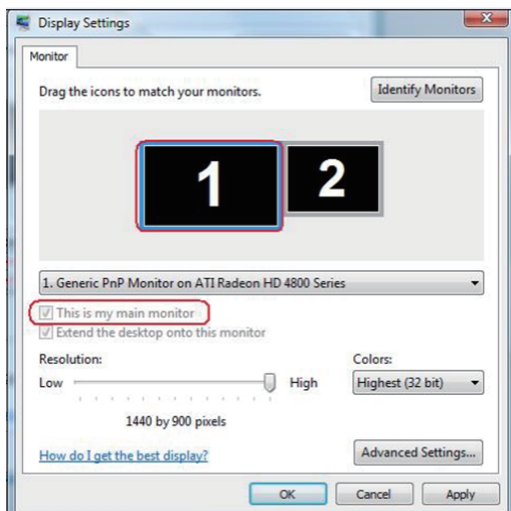 Display Settings
Monitor
Drag the icons to match your monitors.
Identify Monitors
1
2
1. Generic PnP Monitor on ATI Radeon HD 4800 Series
This is my main monitor
Extend the desktop onto this monitor
Resolution:
Colors:
Low
High
Highest (32 bit)
1440 by 900 pixels
How do I get the best display?
Advanced Settings...
OK
Cancel
Apply